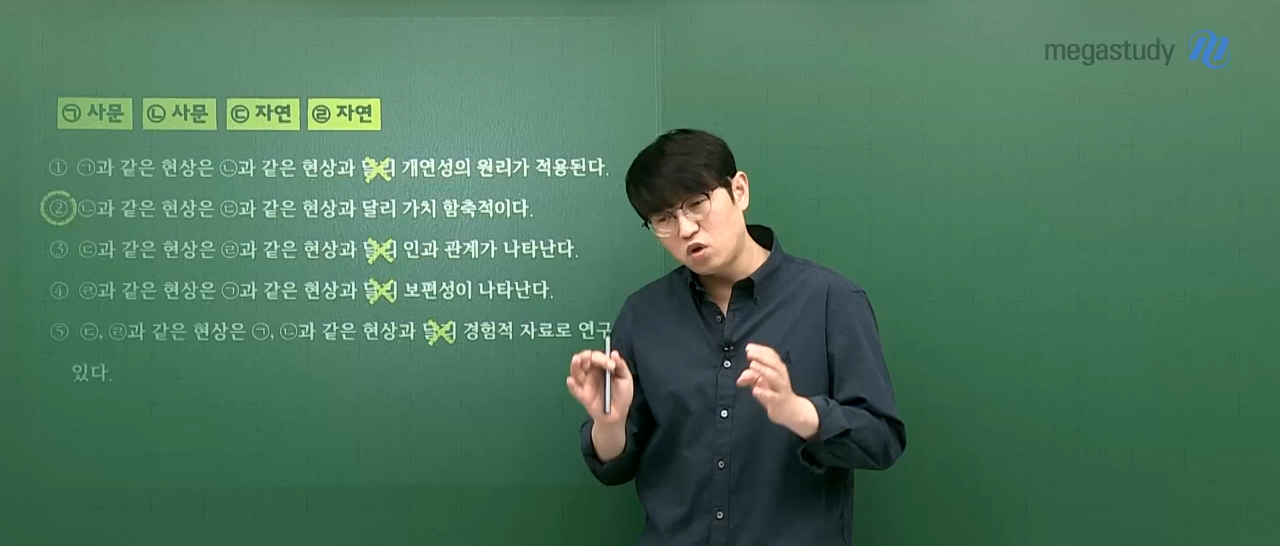 megastudy
㉠ 사문 ㉡ 사문 ㉢ 자연 ㉣ 자연
① ㉠과 같은 현상은 ㉡과 같은 현상과 달리 개연성의 원리가 적용된다.
② ㉡과 같은 현상은 ㉢과 같은 현상과 달리 가치 함축적이다.
③ ㉢과 같은 현상은 ㉣과 같은 현상과 달리 인과 관계가 나타난다.
④ ㉣과 같은 현상은 ㉠과 같은 현상과 달리 보편성이 나타난다.
⑤ ㉢, ㉣과 같은 현상은 ㉠, ㉡과 같은 현상과 달리 경험적 자료로 연구
있다.